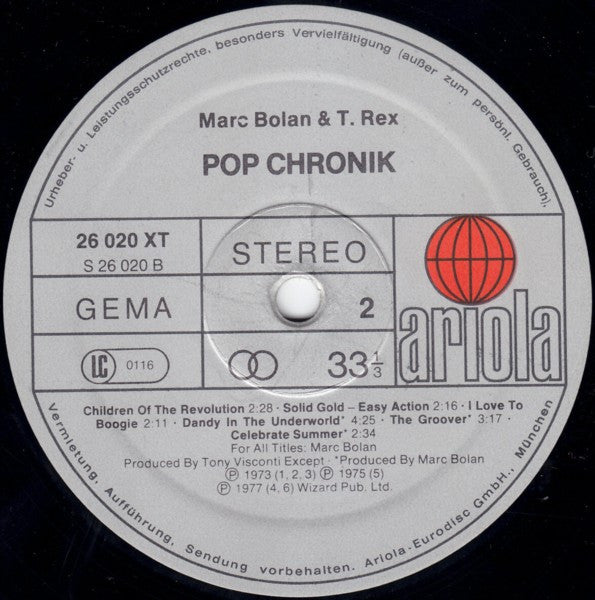 Urheber- u. Leistungsschutzrechte, besonders Vervielfältigung (außer zum persönl. Gebrauch).
Marc Bolan & T. Rex
POP CHRONIK
26 020 XT
S 26 020 B
STEREO
GEMA
2
ariola
LC 0116
33 1/3
Children Of The Revolution 2:28 · Solid Gold – Easy Action 2:16 · I Love To
Boogie 2:11 · Dandy In The Underworld* 4:25 · The Groover* 3:17 ·
Celebrate Summer* 2:34
For All Titles: Marc Bolan
Produced By Tony Visconti Except · *Produced By Marc Bolan
Ⓟ 1973 (1, 2, 3) Ⓟ 1975 (5)
Ⓟ 1977 (4, 6) Wizard Pub. Ltd.
Vermietung, Aufführung, Sendung vorbehalten. Ariola-Eurodisc GmbH., München